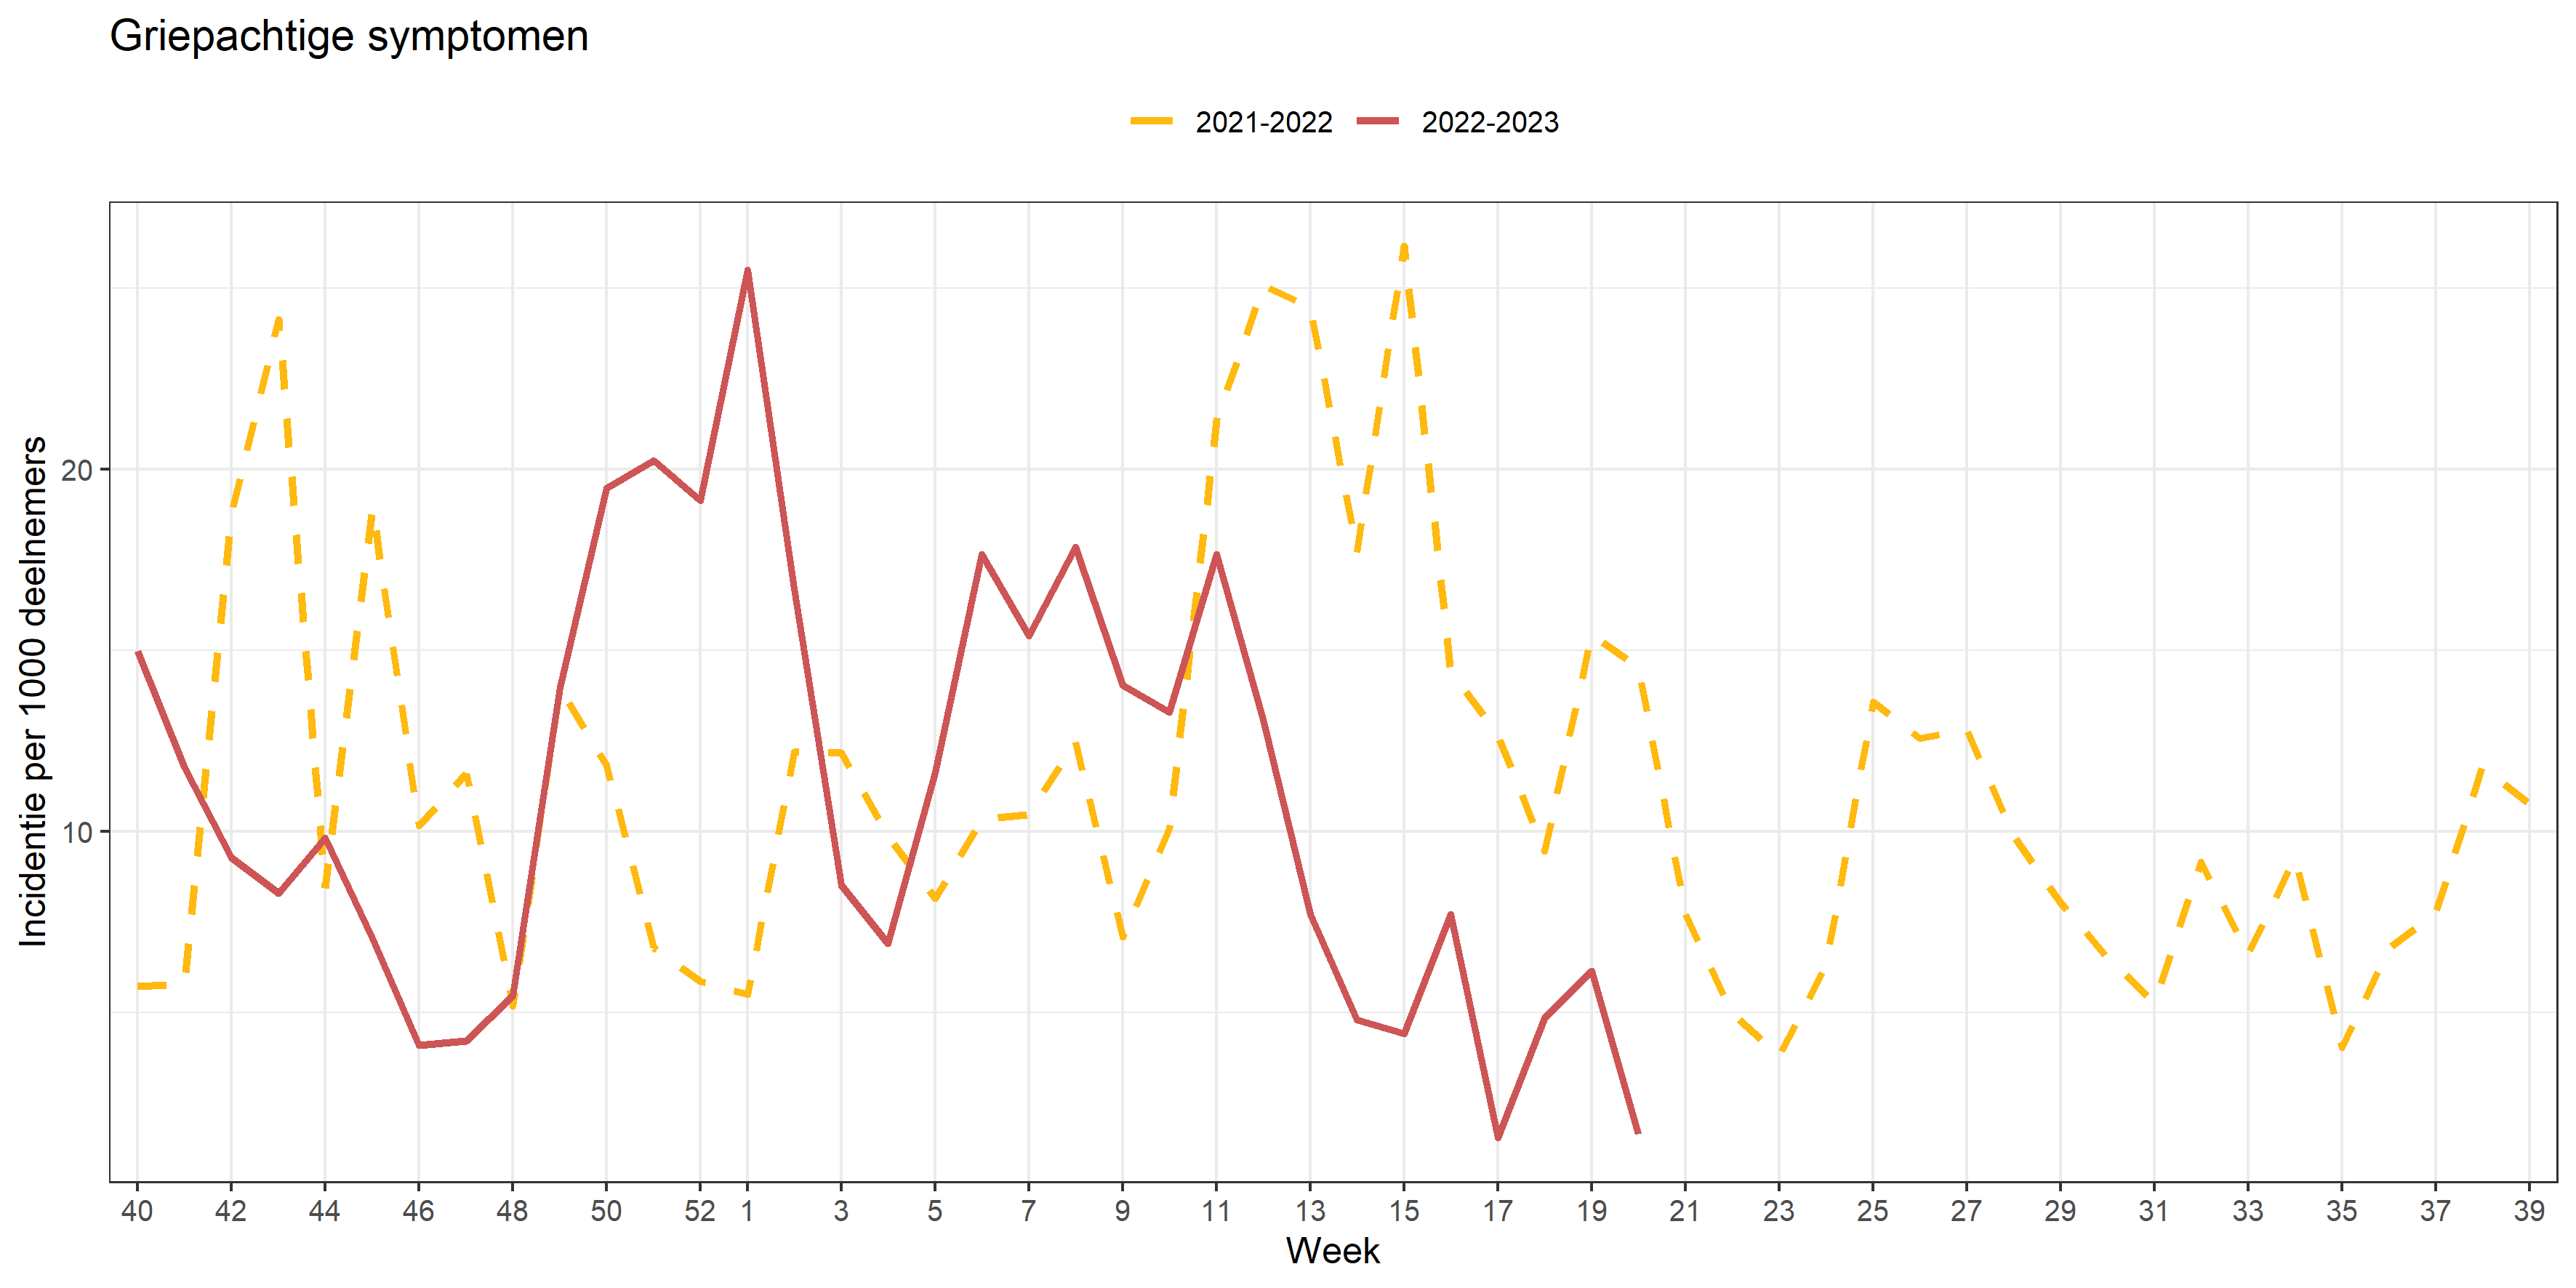 Griepachtige symptomen
2021-2022 2022-2023
Incidentie per 1000 deelnemers
20
10
40 42 44 46 48 50 52 1 3 5 7 9 11 13 15 17 19 21 23 25 27 29 31 33 35 37 39
Week